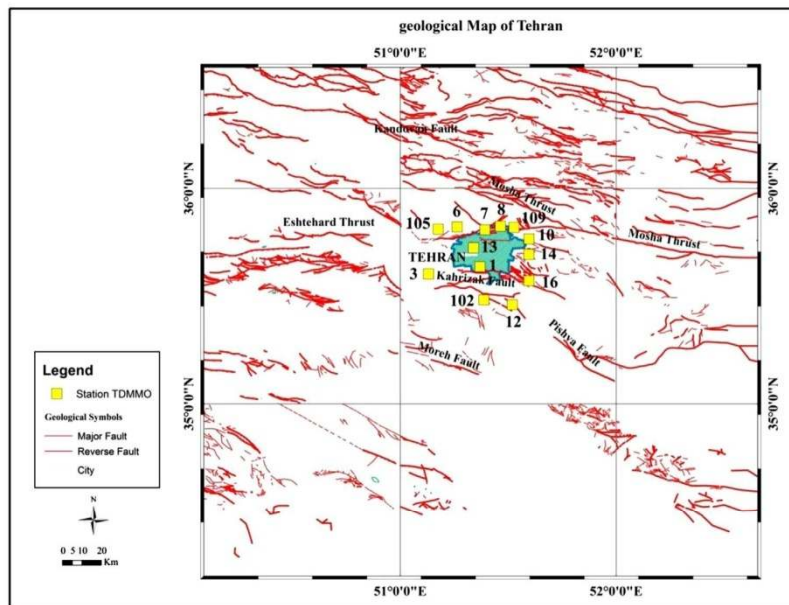 geological Map of Tehran
51°0'0"E
52°0'0"E
Kanduvan Fault
36°0'0"N
36°0'0"N
Mosha Thrust
Eshtehard Thrust
105
6
7
8
109
10
Mosha Thrust
13
14
TEHRAN
3
1
Kahrizak Fault
16
102
12
Pishva Fault
Moreh Fault
35°0'0"N
35°0'0"N
Legend
Station TDMMO
Geological Symbols
Major Fault
Reverse Fault
City
N
0 5 10 20
Km
51°0'0"E
52°0'0"E